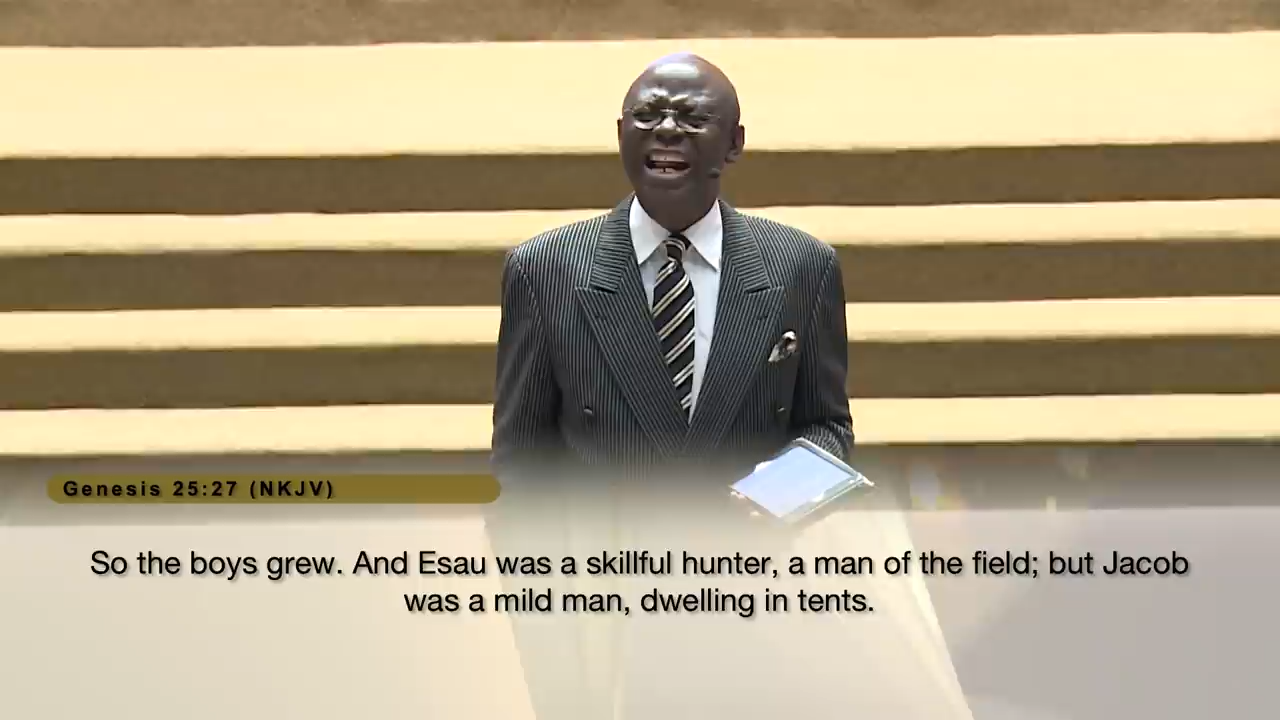 Genesis 25:27 (NKJV)
So the boys grew. And Esau was a skillful hunter, a man of the field; but Jacob
was a mild man, dwelling in tents.